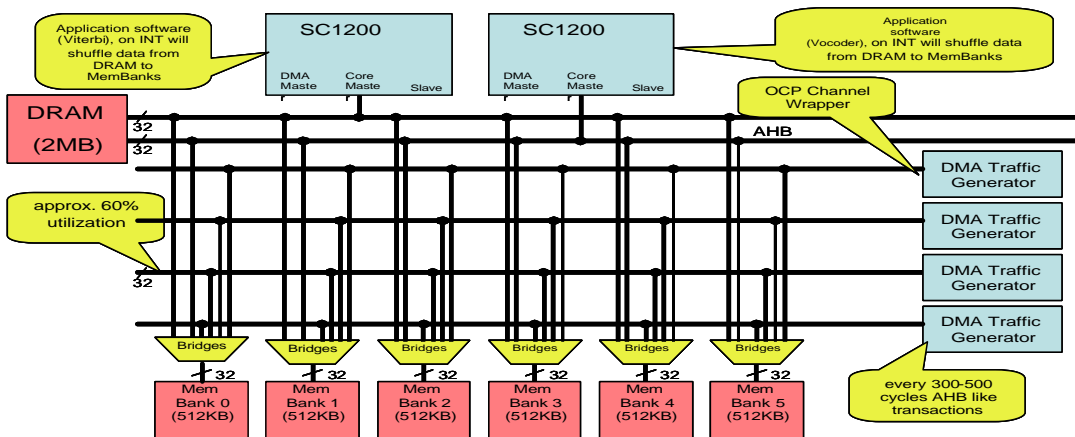 Application software
(Viterbi), on INT will
shuffle data from
DRAM to
MemBanks
SC1200
DMA
Maste
Core
Maste
Slave
SC1200
DMA
Maste
Core
Maste
Slave
Application
software
(Vocoder), on INT will shuffle data
from DRAM to MemBanks
OCP Channel
Wrapper
DRAM
(2MB)
32
32
AHB
DMA Traffic
Generator
approx. 60%
utilization
DMA Traffic
Generator
32
DMA Traffic
Generator
DMA Traffic
Generator
Bridges
Bridges
Bridges
Bridges
Bridges
Bridges
32
32
32
32
32
32
Mem
Bank 0
(512KB)
Mem
Bank 1
(512KB)
Mem
Bank 2
(512KB)
Mem
Bank 3
(512KB)
Mem
Bank 4
(512KB)
Mem
Bank 5
(512KB)
every 300-500
cycles AHB like
transactions